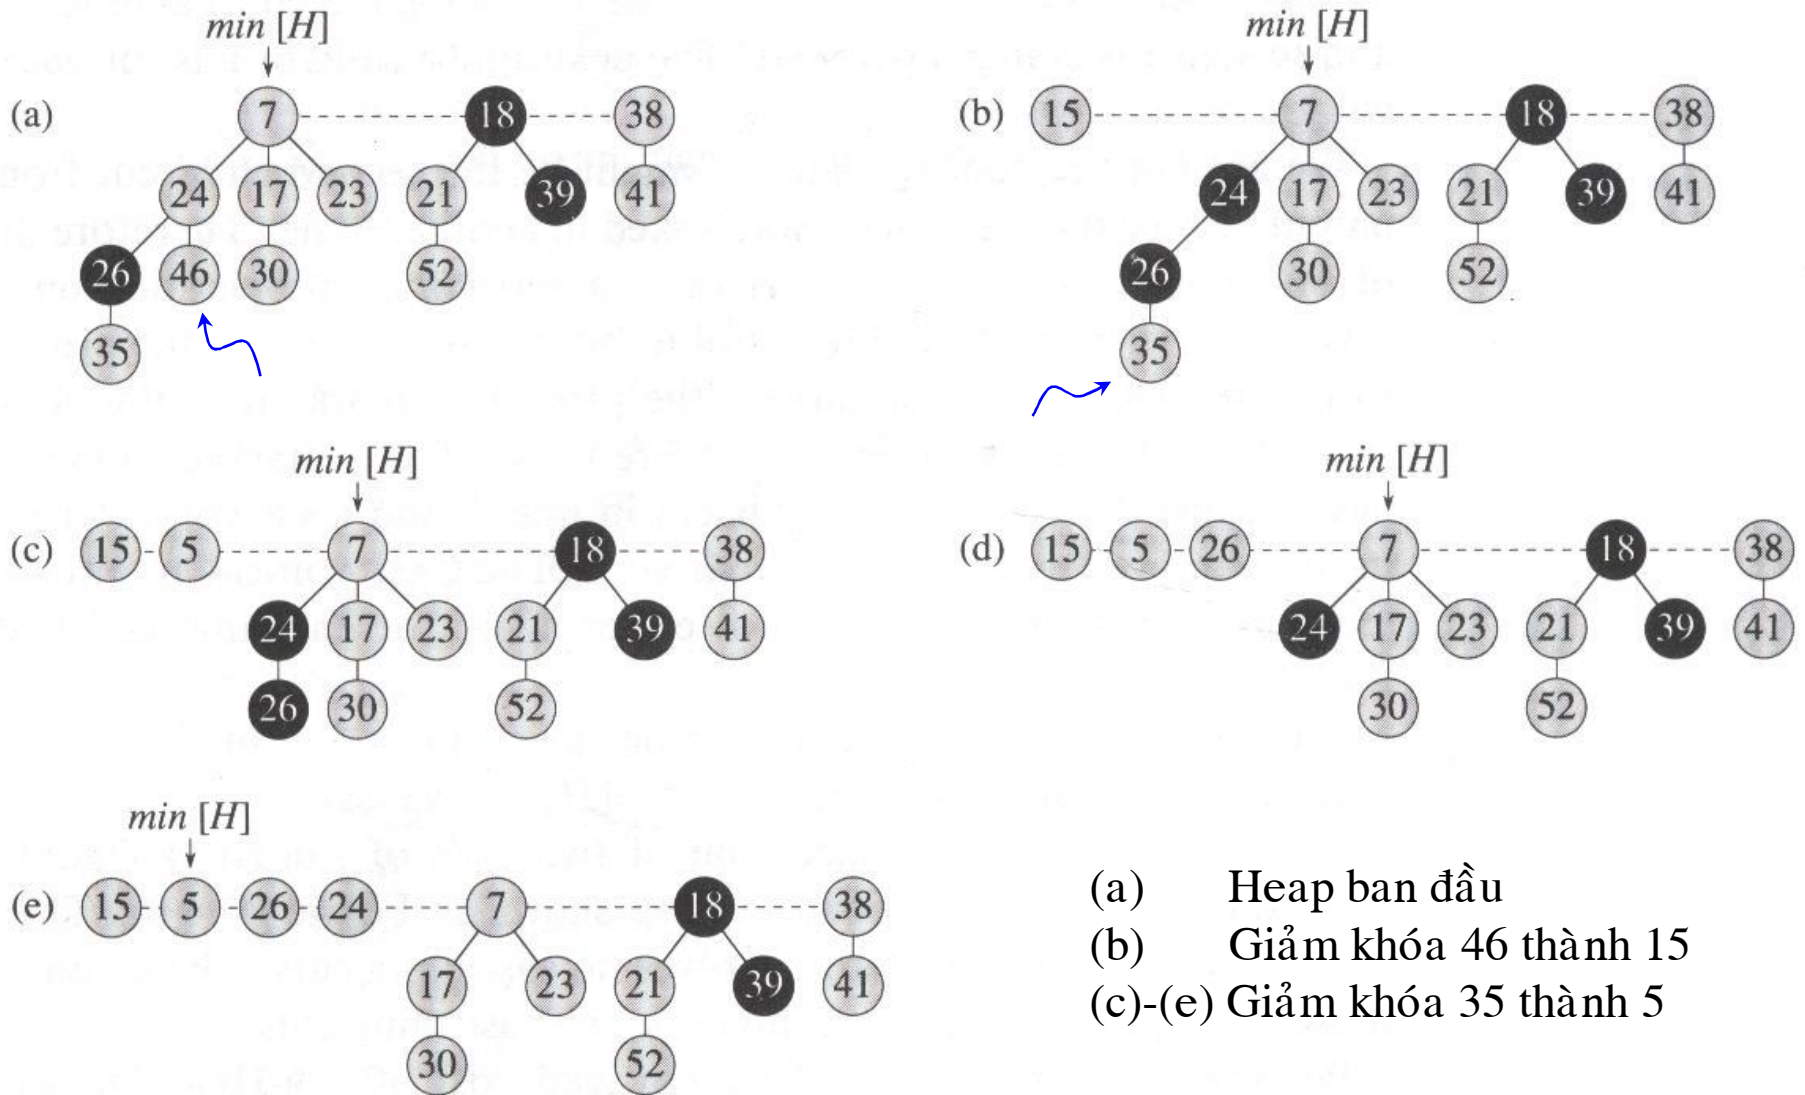 min [H]
(a) 7 18 38
24 17 23 21 39 41
26 46 30 52
35
min [H]
(b) 15 7 18 38
24 17 23 21 39 41
26 30 52
35
min [H]
(c) 15 5 7 18 38
24 17 23 21 39 41
26 30 52
min [H]
(d) 15 5 26 7 18 38
24 17 23 21 39 41
30 52
min [H]
(e) 15 5 26 24 7 18 38
17 23 21 39 41
30 52
(a) Heap ban đầu
(b) Giảm khóa 46 thành 15
(c)-(e) Giảm khóa 35 thành 5